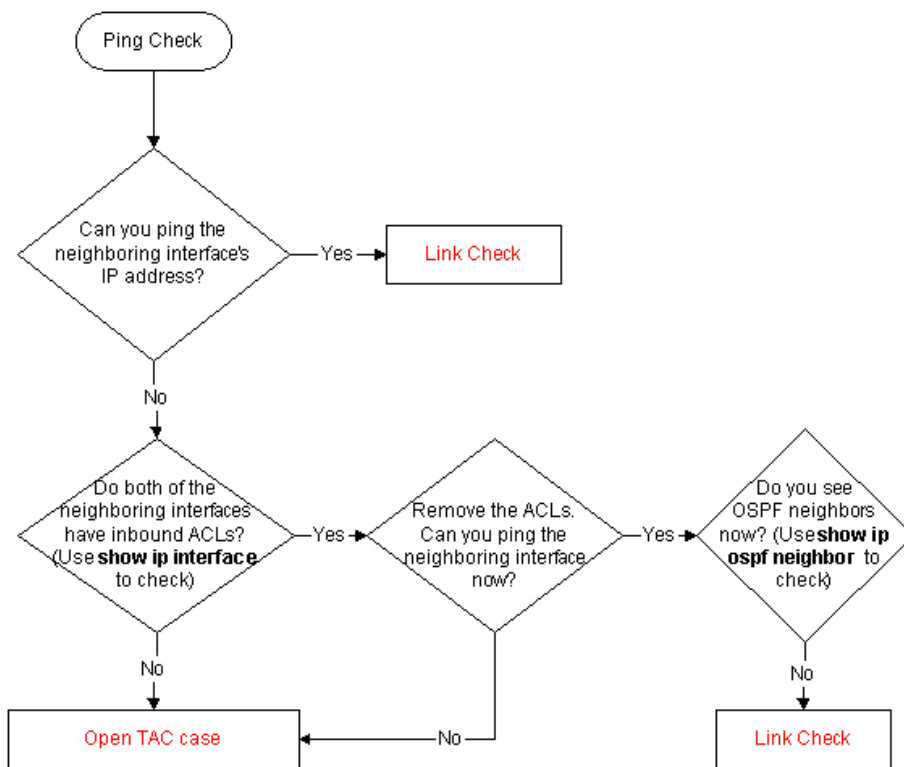 Ping Check
Can you ping the
neighboring interface's
IP address?
Yes
Link Check
No
Do both of the
neighboring interfaces
have inbound ACLs?
(Use show ip interface
to check)
Yes
Remove the ACLs.
Can you ping the
neighboring interface
now?
Yes
Do you see
OSPF neighbors
now? (Use show ip
ospf neighbor to
check)
No
Open TAC case
No
No
Link Check